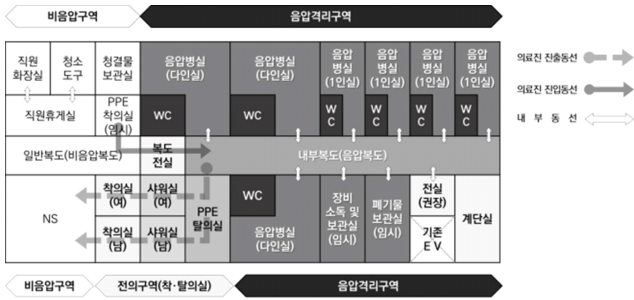 비음압구역
음압격리구역
직원
화장실
청소
도구
청결물
보관실
음압병실
(다인실)
음압병실
(다인실)
음압
병실
(1인실)
음압
병실
(1인실)
음압
병실
(1인실)
음압
병실
(1인실)
의료진 진출동선
의료진 진입동선
내 부 동 선
직원휴게실
PPE
착의실
(임시)
WC
WC
W
C
W
C
W
C
W
C
일반복도(비음압복도)
복도
전실
내부복도(음압복도)
NS
착의실
(여)
샤워실
(여)
착의실
(남)
샤워실
(남)
PPE
탈의실
WC
음압병실
(다인실)
장비
소독 및
보관실
(임시)
폐기물
보관실
(임시)
전실
(권장)
기존
EV
계단실
비음압구역
전의구역(착·탈의실)
음압격리구역